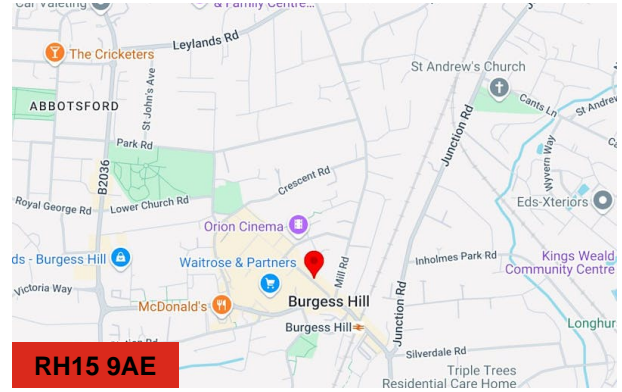 Car Valeting
& Family Centre...
Leylands Rd
The Cricketers
St John's Ave
St Andrew's Church
ABBOTSFORD
Cants Ln
St Andrew
Junction Rd
Park Rd
B2036
Wyvern Way
Crescent Rd
Royal George Rd
Lower Church Rd
Eds-Xteriors
Orion Cinema
ds - Burgess Hill
Waitrose & Partners
Mill Rd
Inholmes Park Rd
Kings Weald
Community Centre
Victoria Way
McDonald's
Burgess Hill
Junction Rd
Longhur
Burgess Hill
Silverdale Rd
Triple Trees
Residential Care Home
RH15 9AE